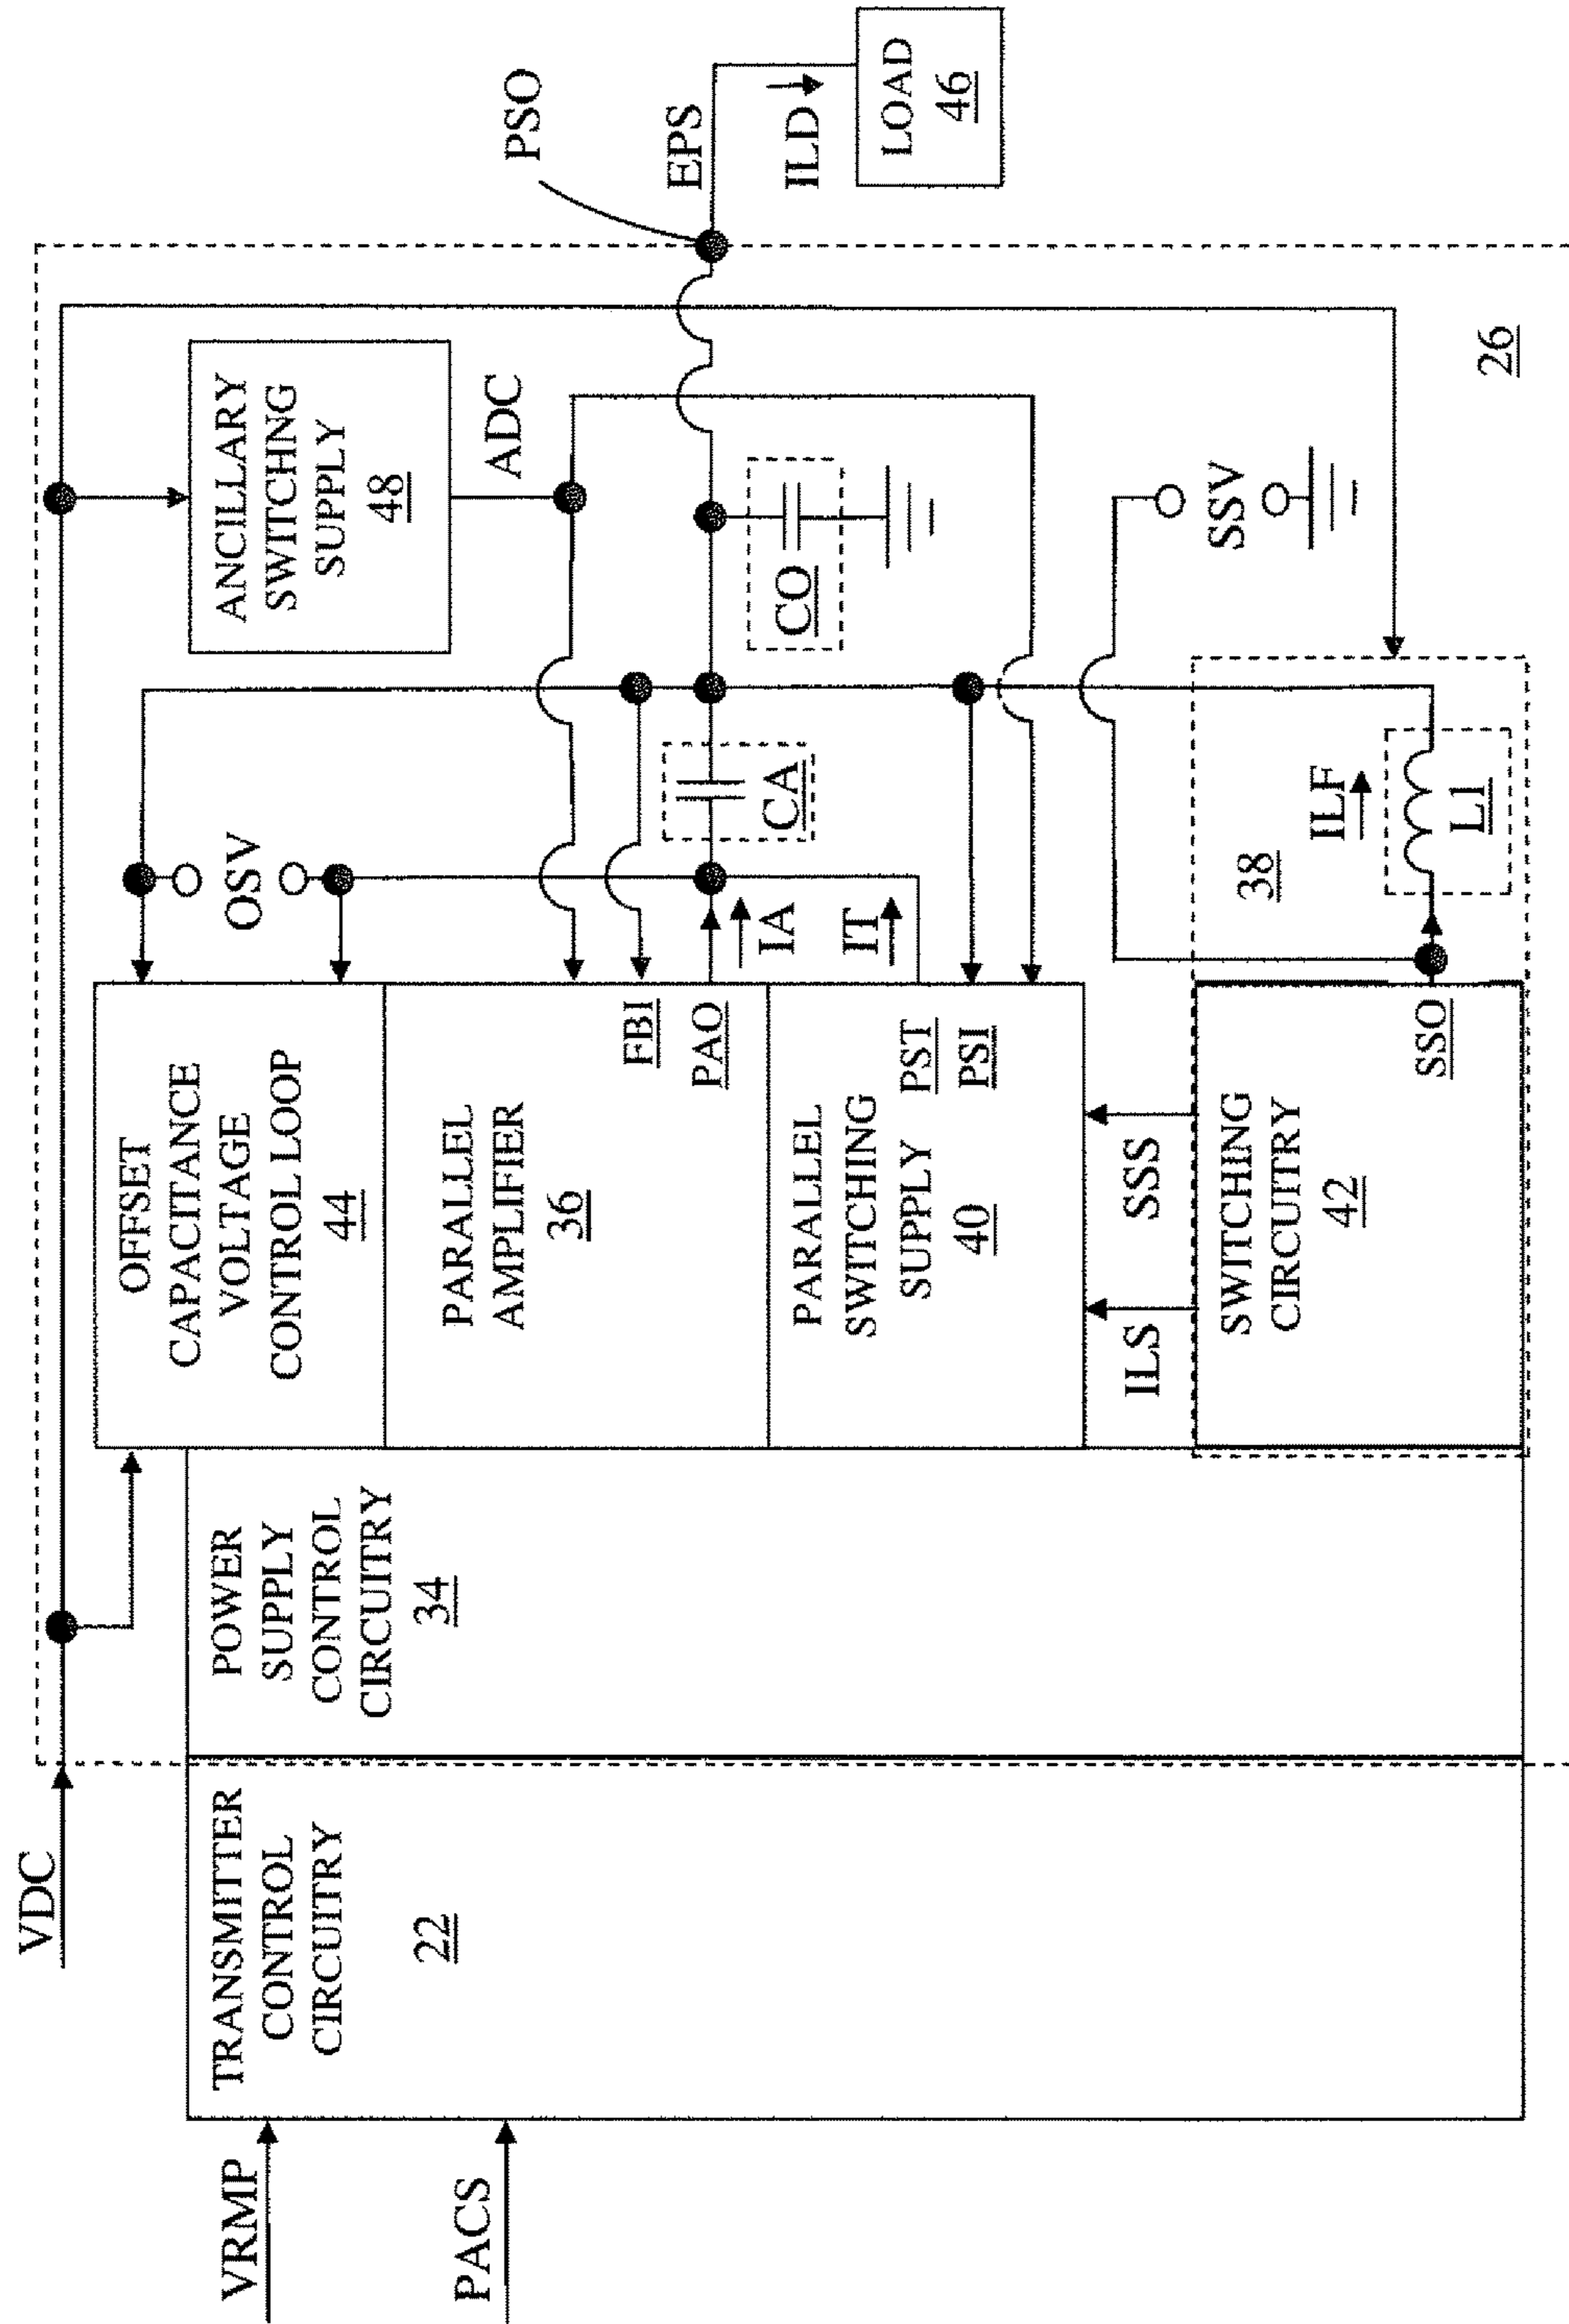 VDC
VRMP
PACS
TRANSMITTER
CONTROL
CIRCUITRY
22
POWER
SUPPLY
CONTROL
CIRCUITRY
34
OFFSET
CAPACITANCE
VOLTAGE
CONTROL LOOP
44
PARALLEL
AMPLIFIER
36
FBI
PAO
PARALLEL
SWITCHING
SUPPLY
40
PST
PSI
ILS
SSS
SWITCHING
CIRCUITRY
42
SSO
OSV
IA
IT
CA
38
ILF
L1
ANCILLARY
SWITCHNG
SUPPLY
48
ADC
CO
SSV
26
PSO
EPS
ILD
LOAD
46